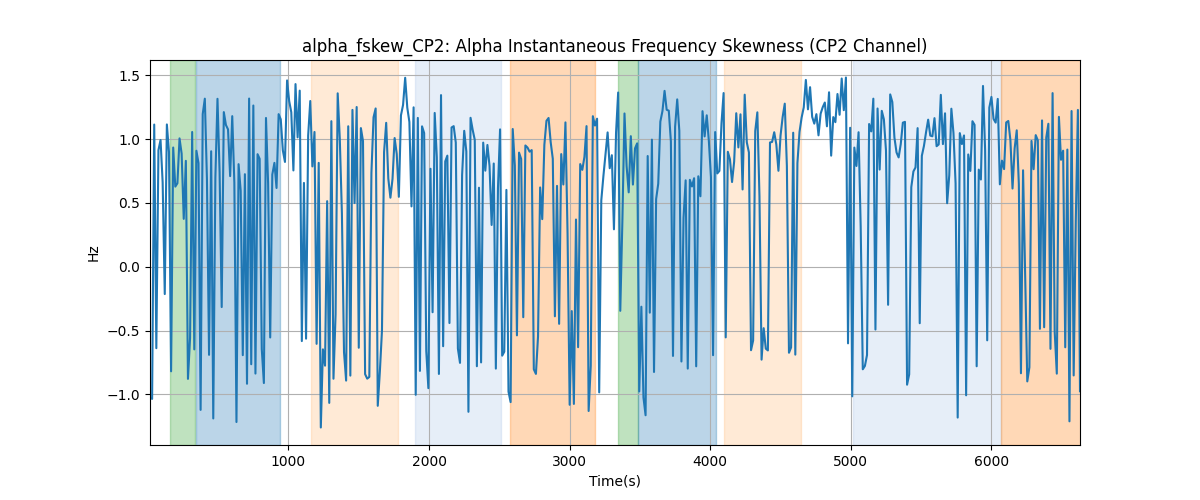 alpha_fskew_CP2: Alpha Instantaneous Frequency Skewness (CP2 Channel)
1.5
1.0
0.5
0.0
−0.5
−1.0
Hz
1000 2000 3000 4000 5000 6000
Time(s)